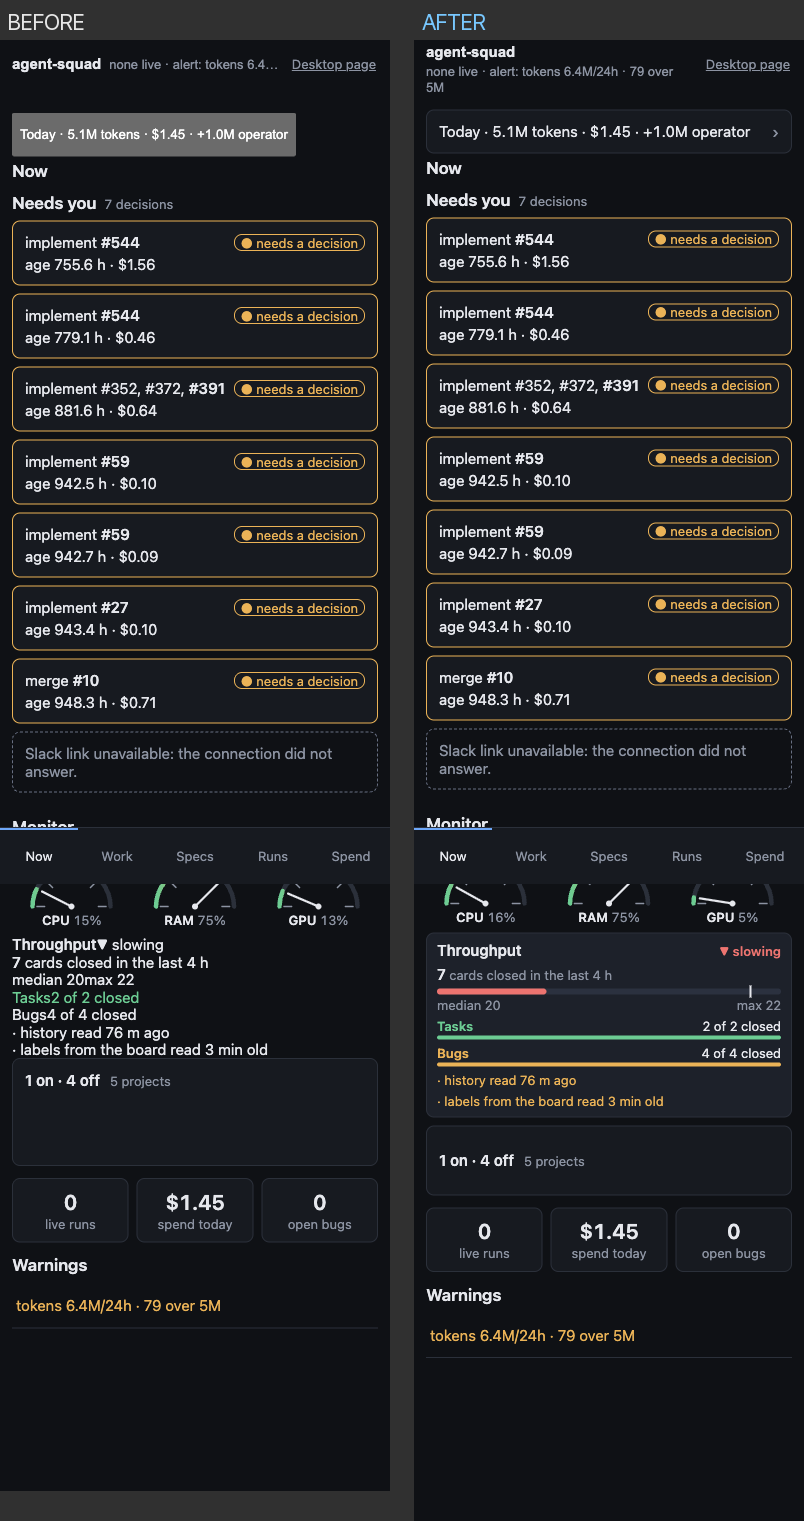 BEFORE
agent-squad none live · alert: tokens 6.4… Desktop page
Today · 5.1M tokens · $1.45 · +1.0M operator
Now
Needs you 7 decisions
implement #544 needs a decision
age 755.6 h · $1.56
implement #544 needs a decision
age 779.1 h · $0.46
implement #352, #372, #391 needs a decision
age 881.6 h · $0.64
implement #59 needs a decision
age 942.5 h · $0.10
implement #59 needs a decision
age 942.7 h · $0.09
implement #27 needs a decision
age 943.4 h · $0.10
merge #10 needs a decision
age 948.3 h · $0.71
Slack link unavailable: the connection did not
answer.
Monitor
Now Work Specs Runs Spend
CPU 15% RAM 75% GPU 13%
Throughput▼ slowing
7 cards closed in the last 4 h
median 20max 22
Tasks2 of 2 closed
Bugs4 of 4 closed
· history read 76 m ago
· labels from the board read 3 min old
1 on · 4 off 5 projects
0 $1.45 0
live runs spend today open bugs
Warnings
tokens 6.4M/24h · 79 over 5M
AFTER
agent-squad
none live · alert: tokens 6.4M/24h · 79 over
5M
Desktop page
Today · 5.1M tokens · $1.45 · +1.0M operator ›
Now
Needs you 7 decisions
implement #544 needs a decision
age 755.6 h · $1.56
implement #544 needs a decision
age 779.1 h · $0.46
implement #352, #372, #391 needs a decision
age 881.6 h · $0.64
implement #59 needs a decision
age 942.5 h · $0.10
implement #59 needs a decision
age 942.7 h · $0.09
implement #27 needs a decision
age 943.4 h · $0.10
merge #10 needs a decision
age 948.3 h · $0.71
Slack link unavailable: the connection did not
answer.
Monitor
Now Work Specs Runs Spend
CPU 16% RAM 75% GPU 5%
Throughput ▼ slowing
7 cards closed in the last 4 h
median 20 max 22
Tasks 2 of 2 closed
Bugs 4 of 4 closed
· history read 76 m ago
· labels from the board read 3 min old
1 on · 4 off 5 projects
0 $1.45 0
live runs spend today open bugs
Warnings
tokens 6.4M/24h · 79 over 5M